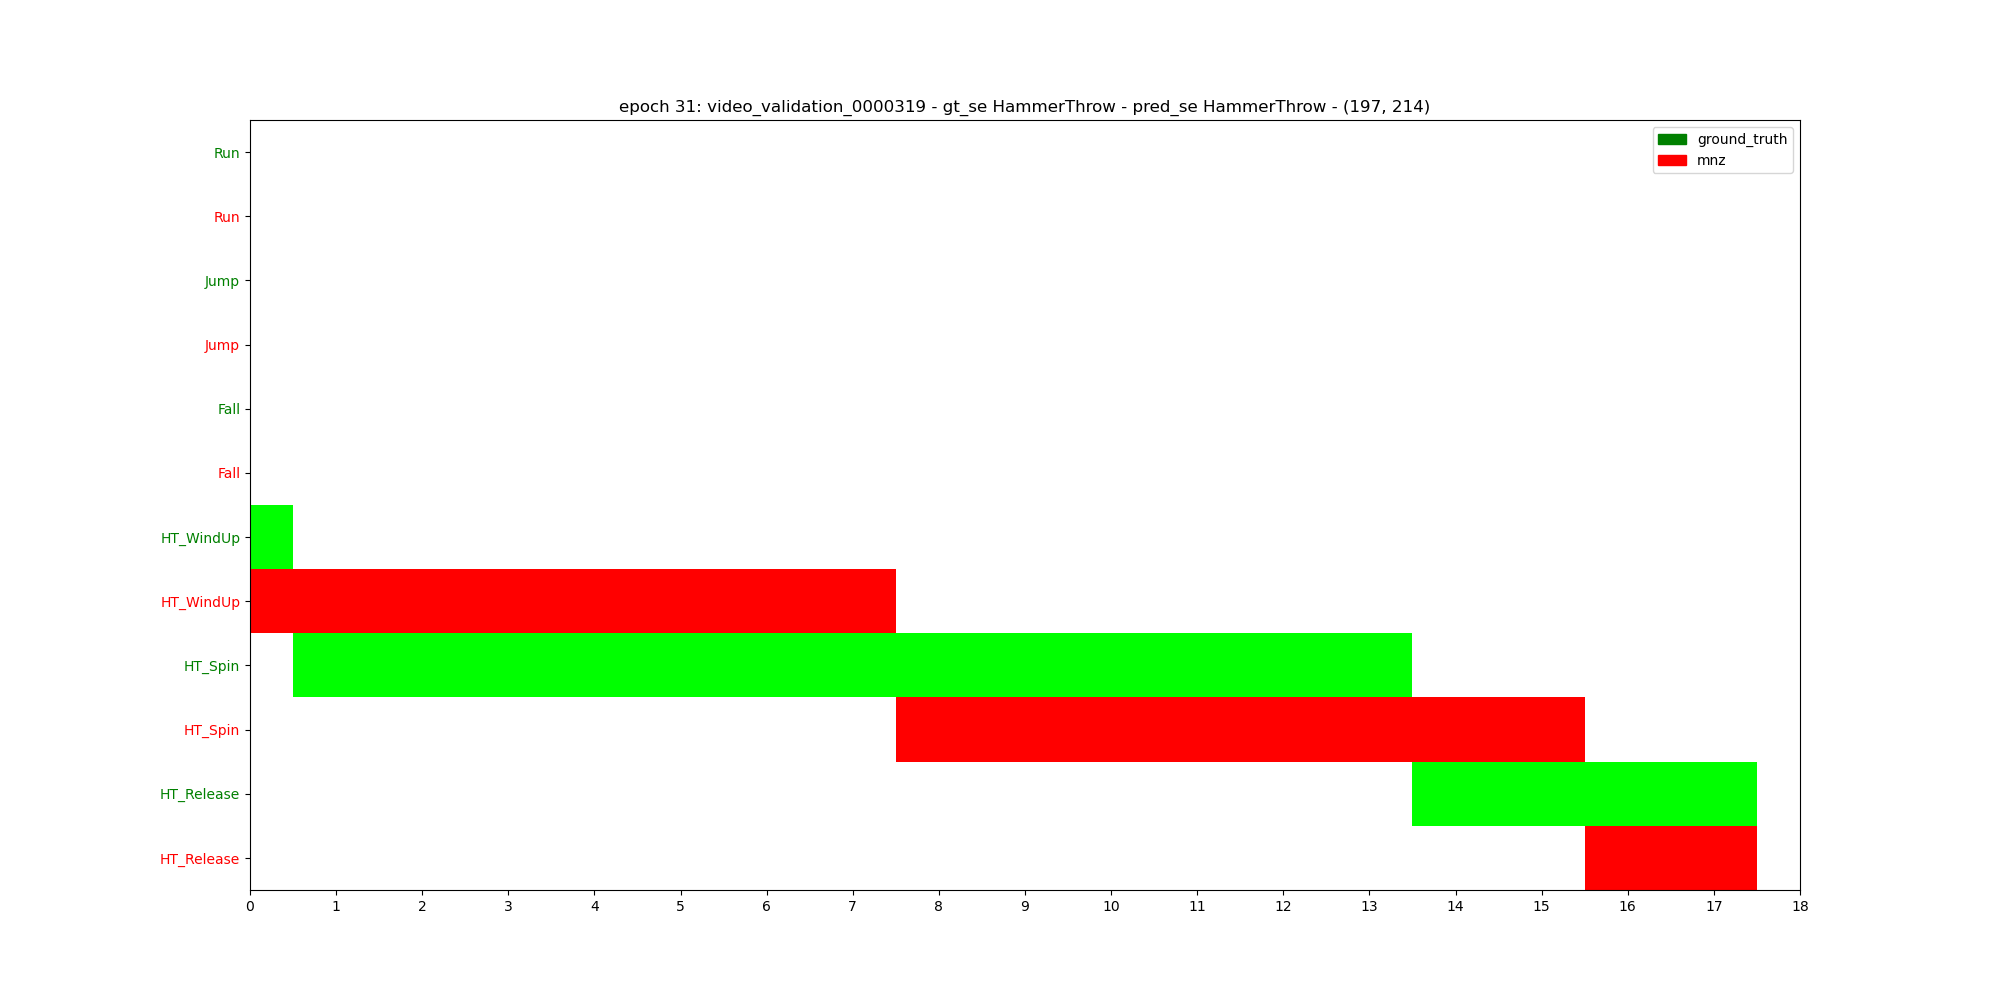 epoch 31: video_validation_0000319 - gt_se HammerThrow - pred_se HammerThrow - (197, 214)
ground_truth
mnz
Run
Run
Jump
Jump
Fall
Fall
HT_WindUp
HT_WindUp
HT_Spin
HT_Spin
HT_Release
HT_Release
0 1 2 3 4 5 6 7 8 9 10 11 12 13 14 15 16 17 18